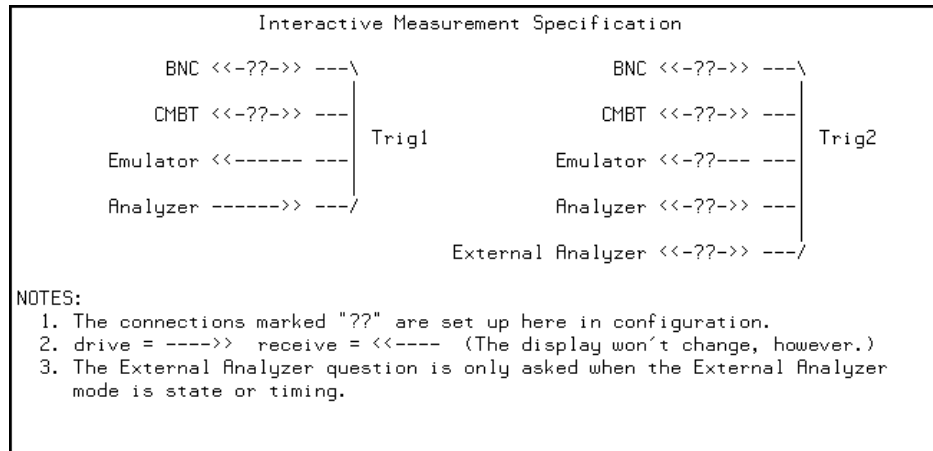 Interactive Measurement Specification
BNC <<-??->> ---\                     BNC <<-??->> ---\
CMBT <<-??->> ---|                    CMBT <<-??->> ---|
Trig1                                 Trig2
Emulator <<------ ---|                Emulator <<-??--- ---|
Analyzer ------>> ---/                Analyzer <<-??->> ---|
External Analyzer <<-??->> ---/
NOTES:
1. The connections marked "??" are set up here in configuration.
2. drive = ---->>  receive = <<----  (The display won't change, however.)
3. The External Analyzer question is only asked when the External Analyzer
mode is state or timing.